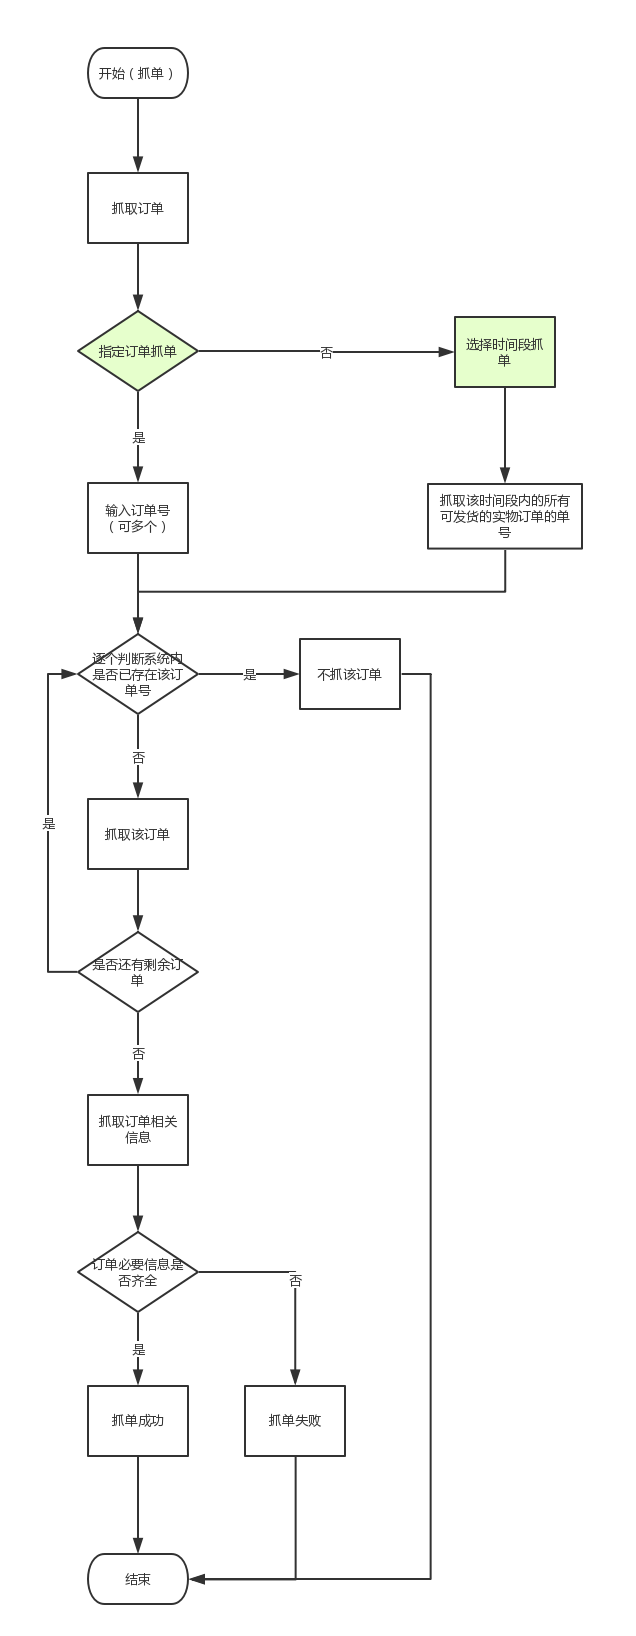 开始（抓单）
抓取订单
指定订单抓单
否
选择时间段抓
单
是
输入订单号
（可多个）
抓取该时间段内的所有
可发货的实物订单的单
号
逐个判断系统内
是否已存在该订
单号
是
不抓该订单
否
是
抓取该订单
是否还有剩余订
单
否
抓取订单相关
信息
订单必要信息是
否齐全
否
是
抓单成功
抓单失败
结束